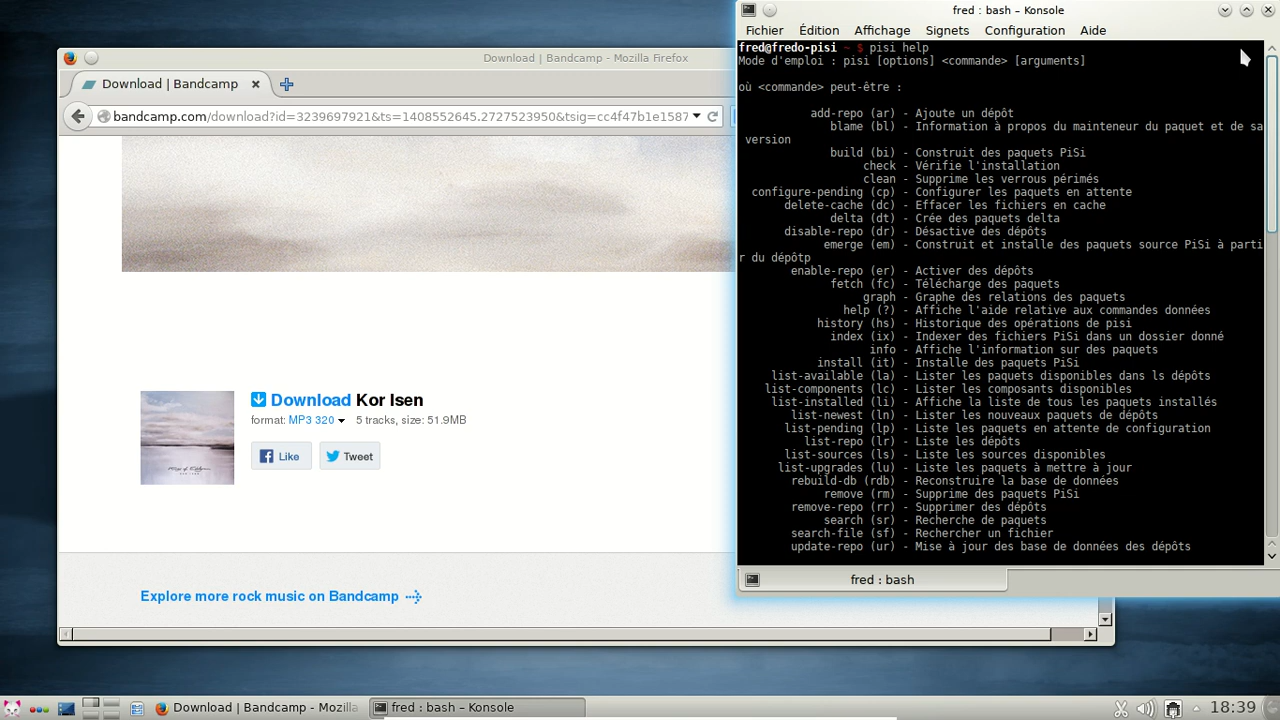 Download | Bandcamp - Mozilla Firefox
Download | Bandcamp
bandcamp.com/download?id=3239697921&ts=1408552645.2727523950&tsig=cc4f47b1e1587
Download Kor Isen
format: MP3 320 5 tracks, size: 51.9MB
Like Tweet
Explore more rock music on Bandcamp
fred : bash – Konsole
Fichier Édition Affichage Signets Configuration Aide
fred@fredo-pisi ~ $ pisi help
Mode d'emploi : pisi [options] <commande> [arguments]
où <commande> peut-être :
add-repo (ar) - Ajoute un dépôt
blame (bl) - Information à propos du mainteneur du paquet et de sa
version
build (bi) - Construit des paquets PiSi
check - Vérifie l'installation
clean - Supprime les verrous périmés
configure-pending (cp) - Configurer les paquets en attente
delete-cache (dc) - Effacer les fichiers en cache
delta (dt) - Crée des paquets delta
disable-repo (dr) - Désactive des dépôts
emerge (em) - Construit et installe des paquets source PiSi à parti
r du dépôtp
enable-repo (er) - Activer des dépôts
fetch (fc) - Télécharge des paquets
graph - Graphe des relations des paquets
help (?) - Affiche l'aide relative aux commandes données
history (hs) - Historique des opérations de pisi
index (ix) - Indexer des fichiers PiSi dans un dossier donné
info - Affiche l'information sur des paquets
install (it) - Installe des paquets PiSi
list-available (la) - Lister les paquets disponibles dans ls dépôts
list-components (lc) - Lister les composants disponibles
list-installed (li) - Affiche la liste de tous les paquets installés
list-newest (ln) - Lister les nouveaux paquets de dépôts
list-pending (lp) - Lister les paquets en attente de configuration
list-repo (lr) - Liste les dépôts
list-sources (ls) - Liste les sources disponibles
list-upgrades (lu) - Liste les paquets à mettre à jour
rebuild-db (rdb) - Reconstruire la base de données
remove (rm) - Supprime des paquets PiSi
remove-repo (rr) - Supprimer des dépôts
search (sr) - Recherche de paquets
search-file (sf) - Rechercher un fichier
update-repo (ur) - Mise à jour des base de données des dépôts
fred : bash
Download | Bandcamp - Mozilla
fred : bash – Konsole
18:39